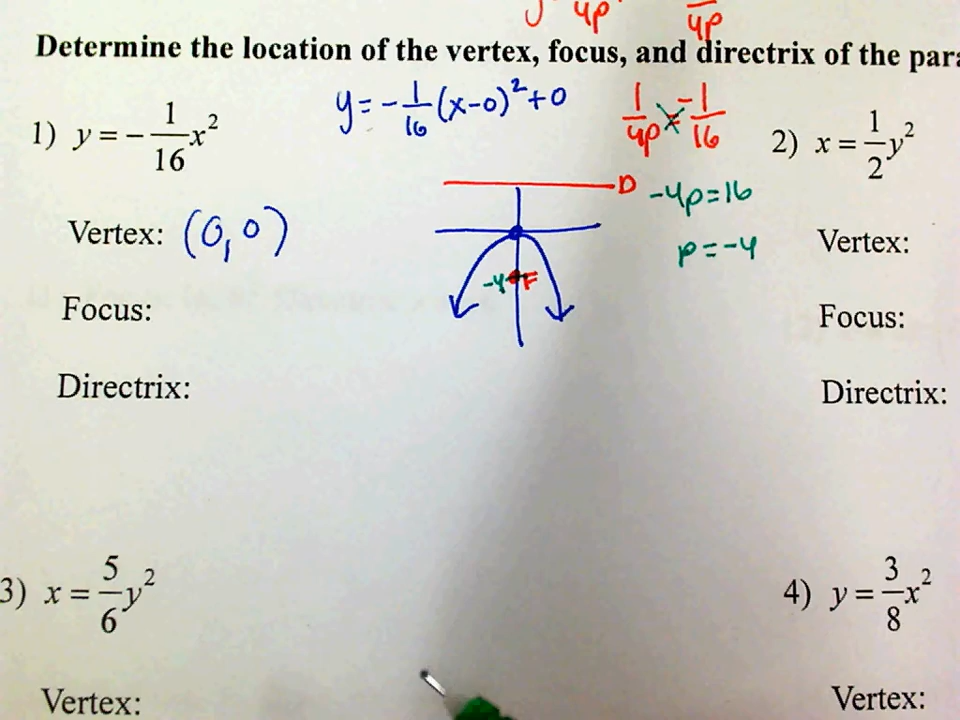 4p 4p
Determine the location of the vertex, focus, and directrix of the para
1) y = -1/16 x²
y = -1/16 (x-0)² + 0
1/4p = -1/16
-4p = 16
p = -4
D
-4 F
Vertex: (0, 0)
Focus:
Directrix:
2) x = 1/2 y²
Vertex:
Focus:
Directrix:
3) x = 5/6 y²
Vertex:
4) y = 3/8 x²
Vertex: